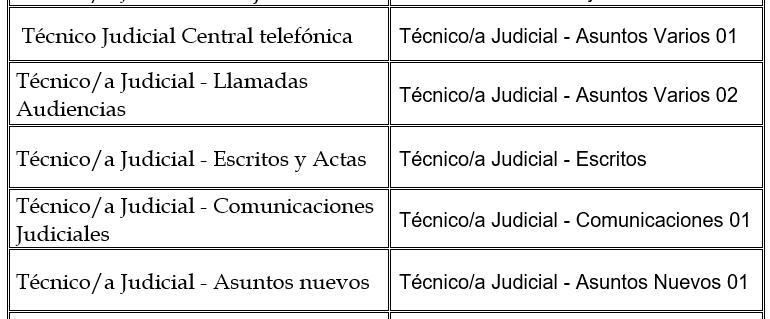 Técnico Judicial Central telefónica
Técnico/a Judicial - Asuntos Varios 01
Técnico/a Judicial - Llamadas
Audiencias
Técnico/a Judicial - Asuntos Varios 02
Técnico/a Judicial - Escritos y Actas
Técnico/a Judicial - Escritos
Técnico/a Judicial - Comunicaciones
Judiciales
Técnico/a Judicial - Comunicaciones 01
Técnico/a Judicial - Asuntos nuevos
Técnico/a Judicial - Asuntos Nuevos 01